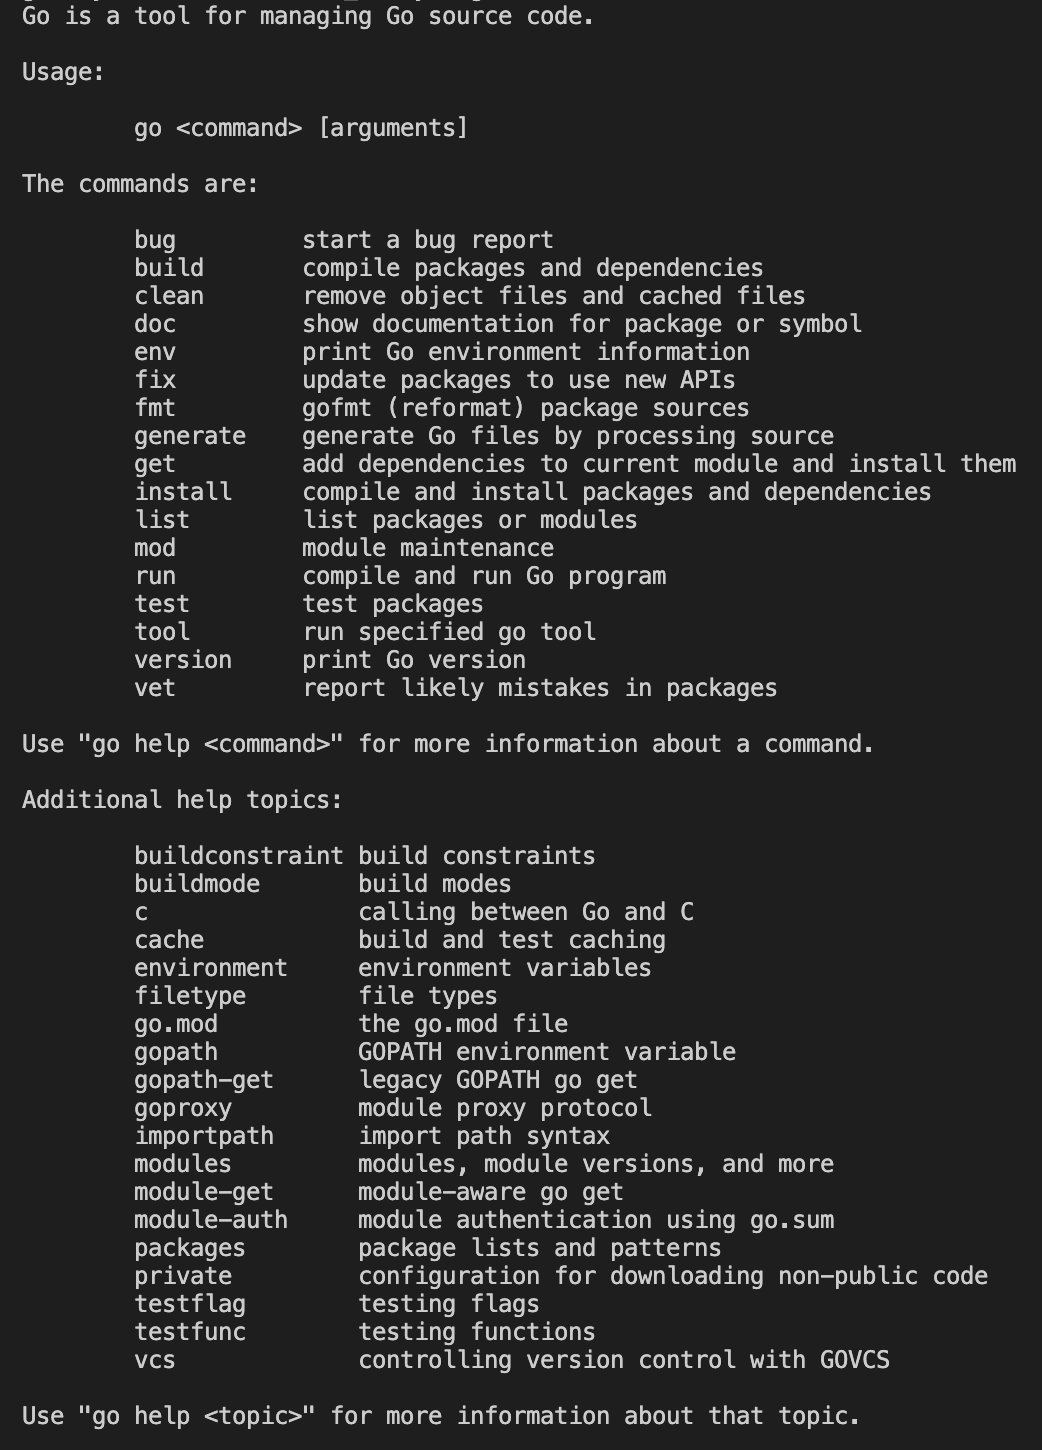 Go is a tool for managing Go source code.
Usage:
go <command> [arguments]
The commands are:
bug start a bug report
build compile packages and dependencies
clean remove object files and cached files
doc show documentation for package or symbol
env print Go environment information
fix update packages to use new APIs
fmt gofmt (reformat) package sources
generate generate Go files by processing source
get add dependencies to current module and install them
install compile and install packages and dependencies
list list packages or modules
mod module maintenance
run compile and run Go program
test test packages
tool run specified go tool
version print Go version
vet report likely mistakes in packages
Use "go help <command>" for more information about a command.
Additional help topics:
buildconstraint build constraints
buildmode build modes
c calling between Go and C
cache build and test caching
environment environment variables
filetype file types
go.mod the go.mod file
gopath GOPATH environment variable
gopath-get legacy GOPATH go get
goproxy module proxy protocol
importpath import path syntax
modules modules, module versions, and more
module-get module-aware go get
module-auth module authentication using go.sum
packages package lists and patterns
private configuration for downloading non-public code
testflag testing flags
testfunc testing functions
vcs controlling version control with GOVCS
Use "go help <topic>" for more information about that topic.